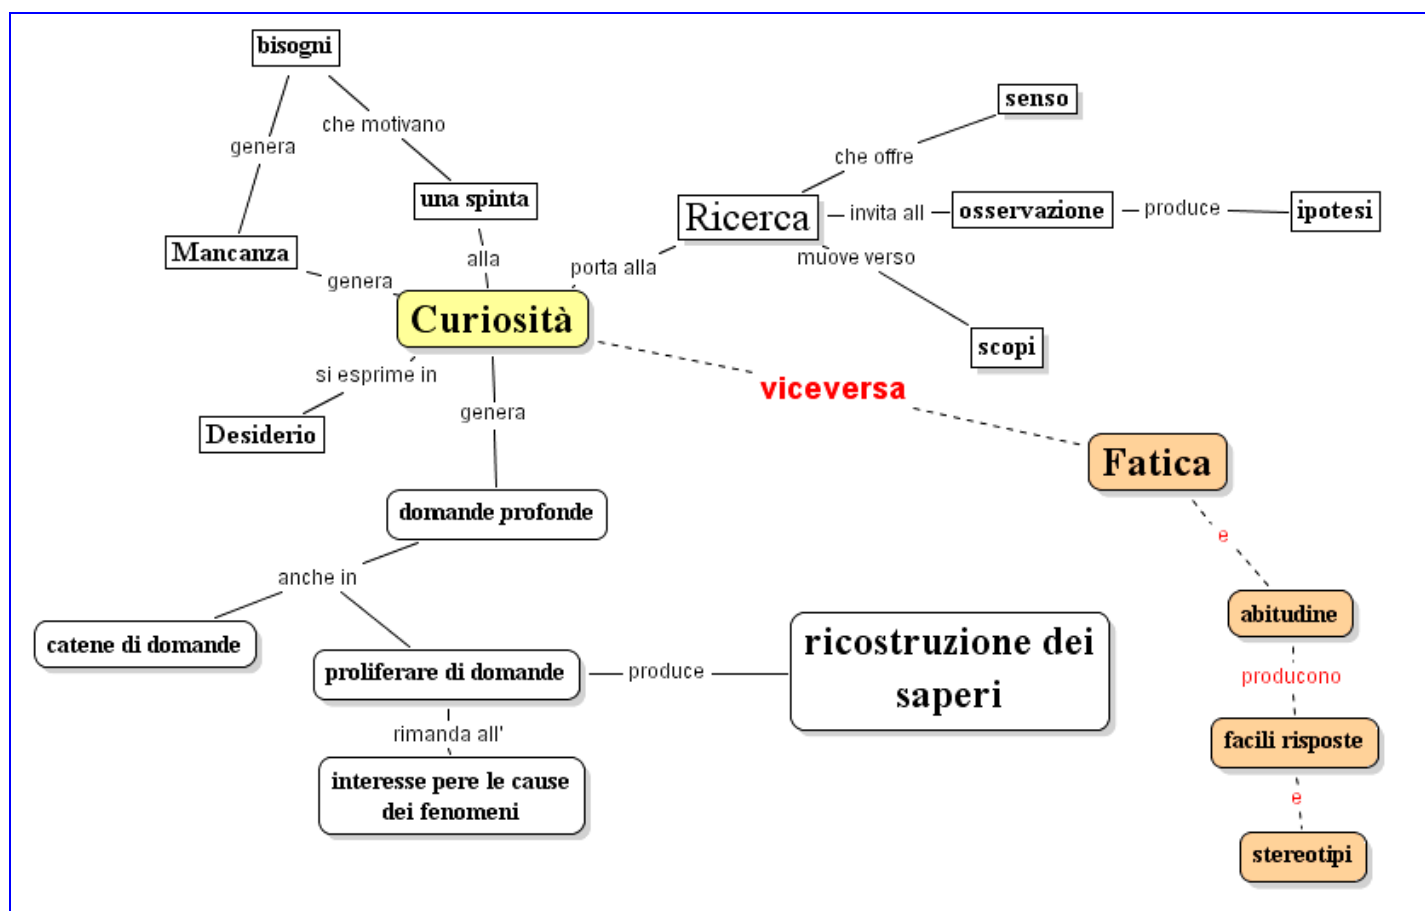 bisogni
che motivano
genera
una spinta
Mancanza
genera
alla
Curiosità
porta alla
Ricerca
che offre
senso
invita all
osservazione
produce
ipotesi
muove verso
scopi
si esprime in
Desiderio
genera
domande profonde
anche in
catene di domande
proliferare di domande
produce
ricostruzione dei
saperi
rimanda all'
interesse pere le cause
dei fenomeni
viceversa
Fatica
e
abitudine
producono
facili risposte
e
stereotipi